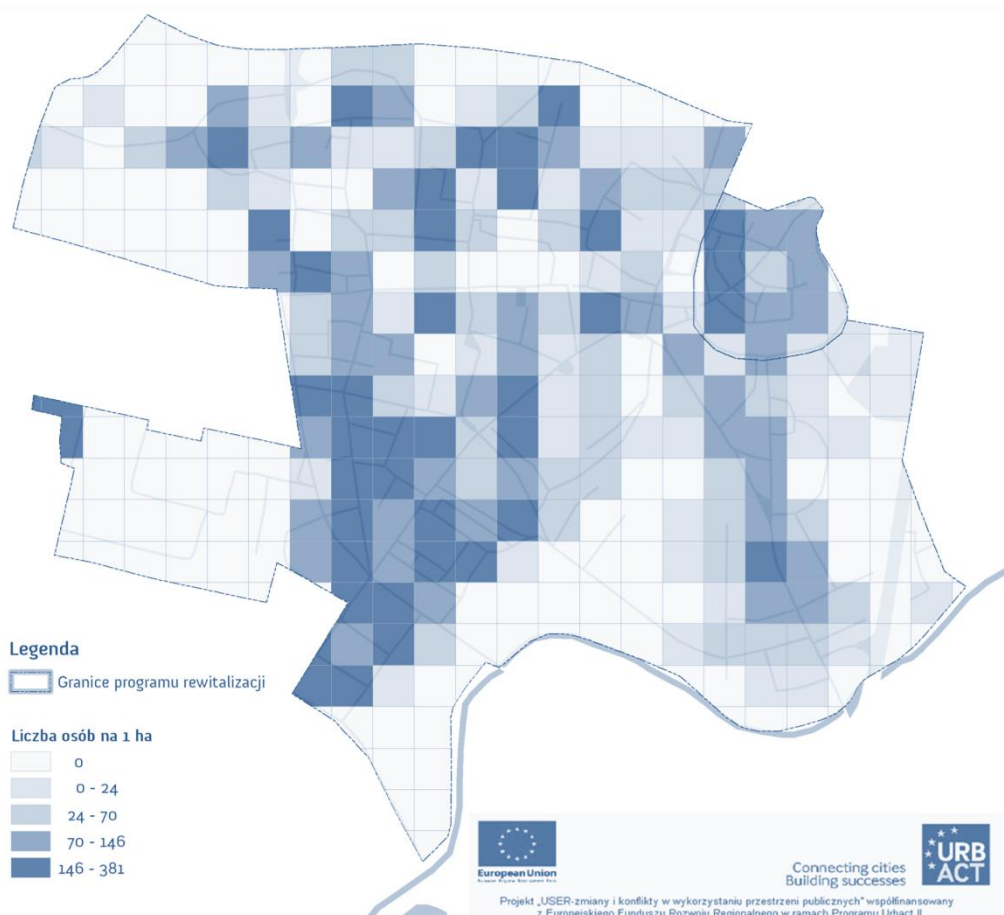 Legenda
Granice programu rewitalizacji
Liczba osób na 1 ha
0
0 - 24
24 - 70
70 - 146
146 - 381
European Union
Connecting cities
Building successes
URB
ACT
Projekt „USER-zmiany i konflikty w wykorzystaniu przestrzeni publicznych" współfinansowany
z Europejskiego Funduszu Rozwoju Regionalnego w ramach Programu Urbact II